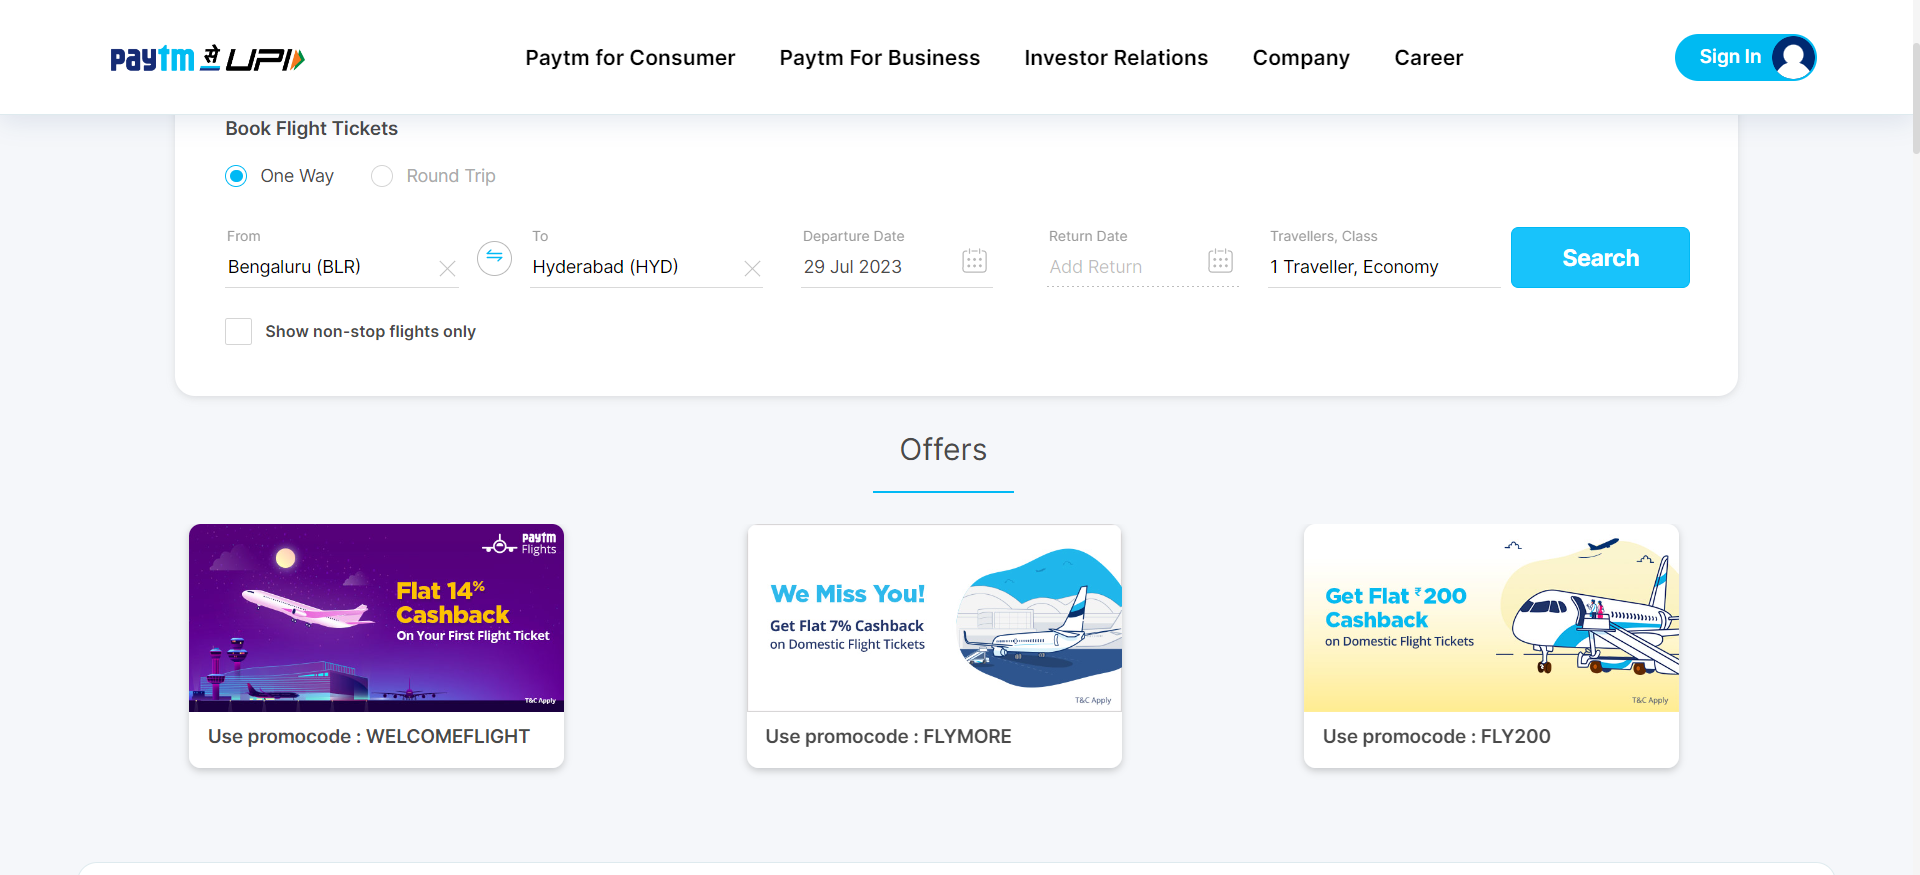 paytm से UPI
Paytm for Consumer
Paytm For Business
Investor Relations
Company
Career
Sign In
Book Flight Tickets
One Way
Round Trip
From
Bengaluru (BLR)
To
Hyderabad (HYD)
Departure Date
29 Jul 2023
Return Date
Add Return
Travellers, Class
1 Traveller, Economy
Search
Show non-stop flights only
Offers
paytm
Flights
Flat 14%
Cashback
On Your First Flight Ticket
T&C Apply
Use promocode : WELCOMEFLIGHT
We Miss You!
Get Flat 7% Cashback
on Domestic Flight Tickets
T&C Apply
Use promocode : FLYMORE
Get Flat ₹200
Cashback
on Domestic Flight Tickets
T&C Apply
Use promocode : FLY200